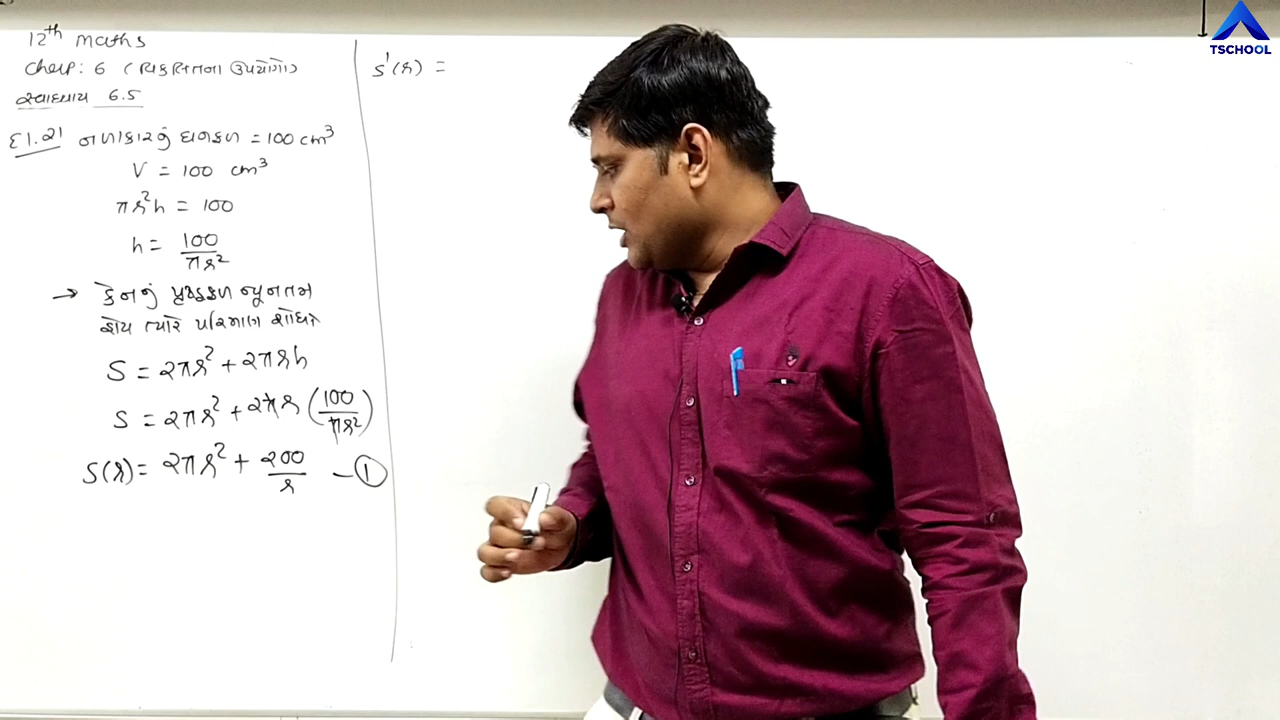 12th maths
Chap: 6 (વિકલિતના ઉપયોગો)
સ્વાધ્યાય 6.5
દા.21 નળાકારનું ઘનફળ = 100 cm³
V = 100 cm³
πr²h = 100
h = 100/πr²
→ કેનનું પૃષ્ઠફળ ન્યૂનતમ
હોય ત્યારે પરિમાણ શોધતા
S = 2πr² + 2πrh
S = 2πr² + 2πr (100/πr²)
S(r) = 2πr² + 200/r — ①
S'(r) =
TSCHOOL